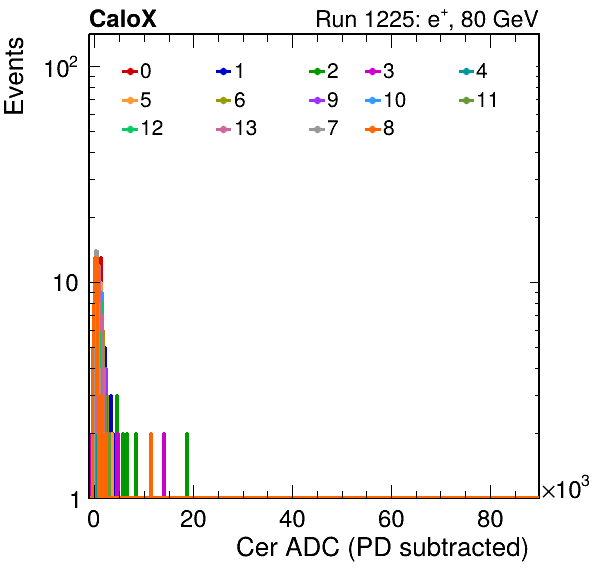 CaloX Run 1225: e⁺, 80 GeV
Events
10²
10
1
0 1 2 3 4
5 6 9 10 11
12 13 7 8
0 20 40 60 80 ×10³
Cer ADC (PD subtracted)